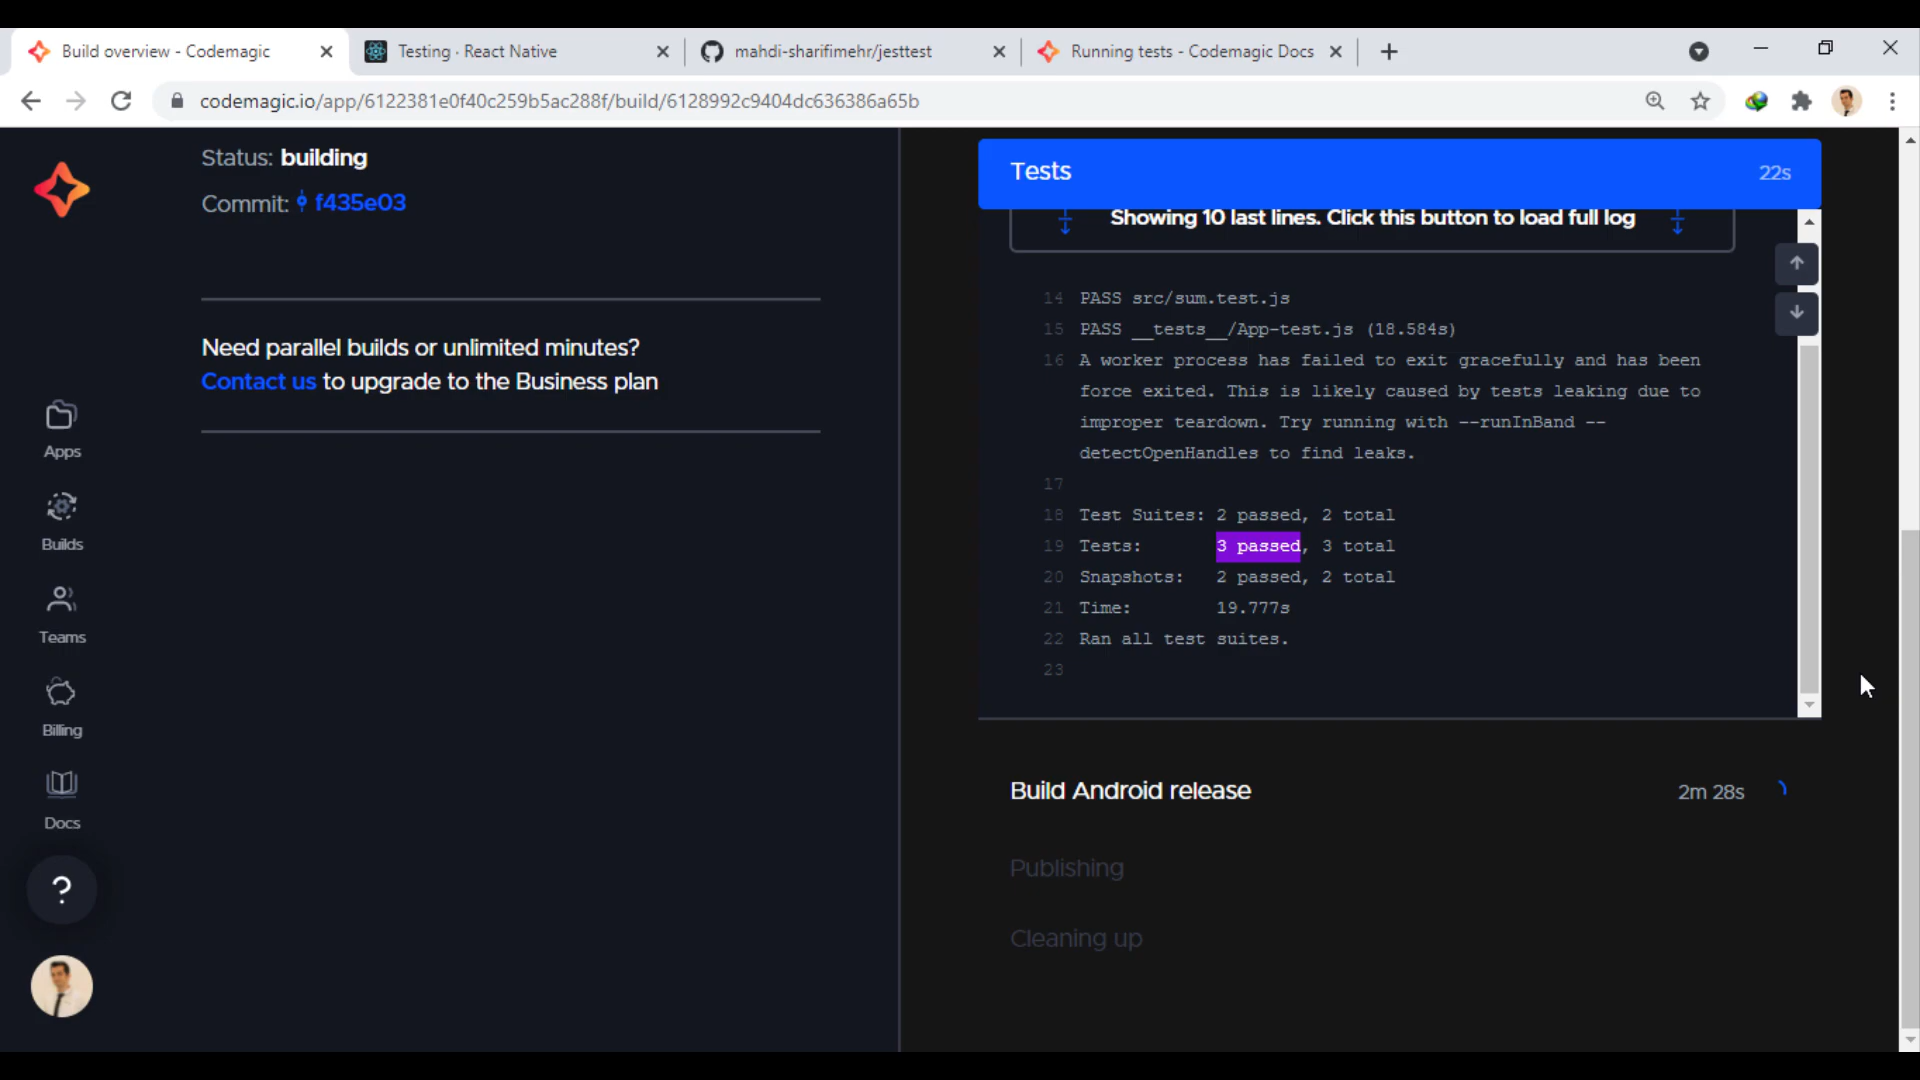 Build overview - Codemagic
Testing · React Native
mahdi-sharifimehr/jesttest
Running tests - Codemagic Docs
codemagic.io/app/6122381e0f40c259b5ac288f/build/6128992c9404dc636386a65b
Status: building
Commit: f435e03
Need parallel builds or unlimited minutes?
Contact us to upgrade to the Business plan
Apps
Builds
Teams
Billing
Docs
?
Tests 22s
Showing 10 last lines. Click this button to load full log
14 PASS src/sum.test.js
15 PASS __tests__/App-test.js (18.584s)
16 A worker process has failed to exit gracefully and has been
force exited. This is likely caused by tests leaking due to
improper teardown. Try running with --runInBand --
detectOpenHandles to find leaks.
17
18 Test Suites: 2 passed, 2 total
19 Tests: 3 passed, 3 total
20 Snapshots: 2 passed, 2 total
21 Time: 19.777s
22 Ran all test suites.
23
Build Android release 2m 28s
Publishing
Cleaning up